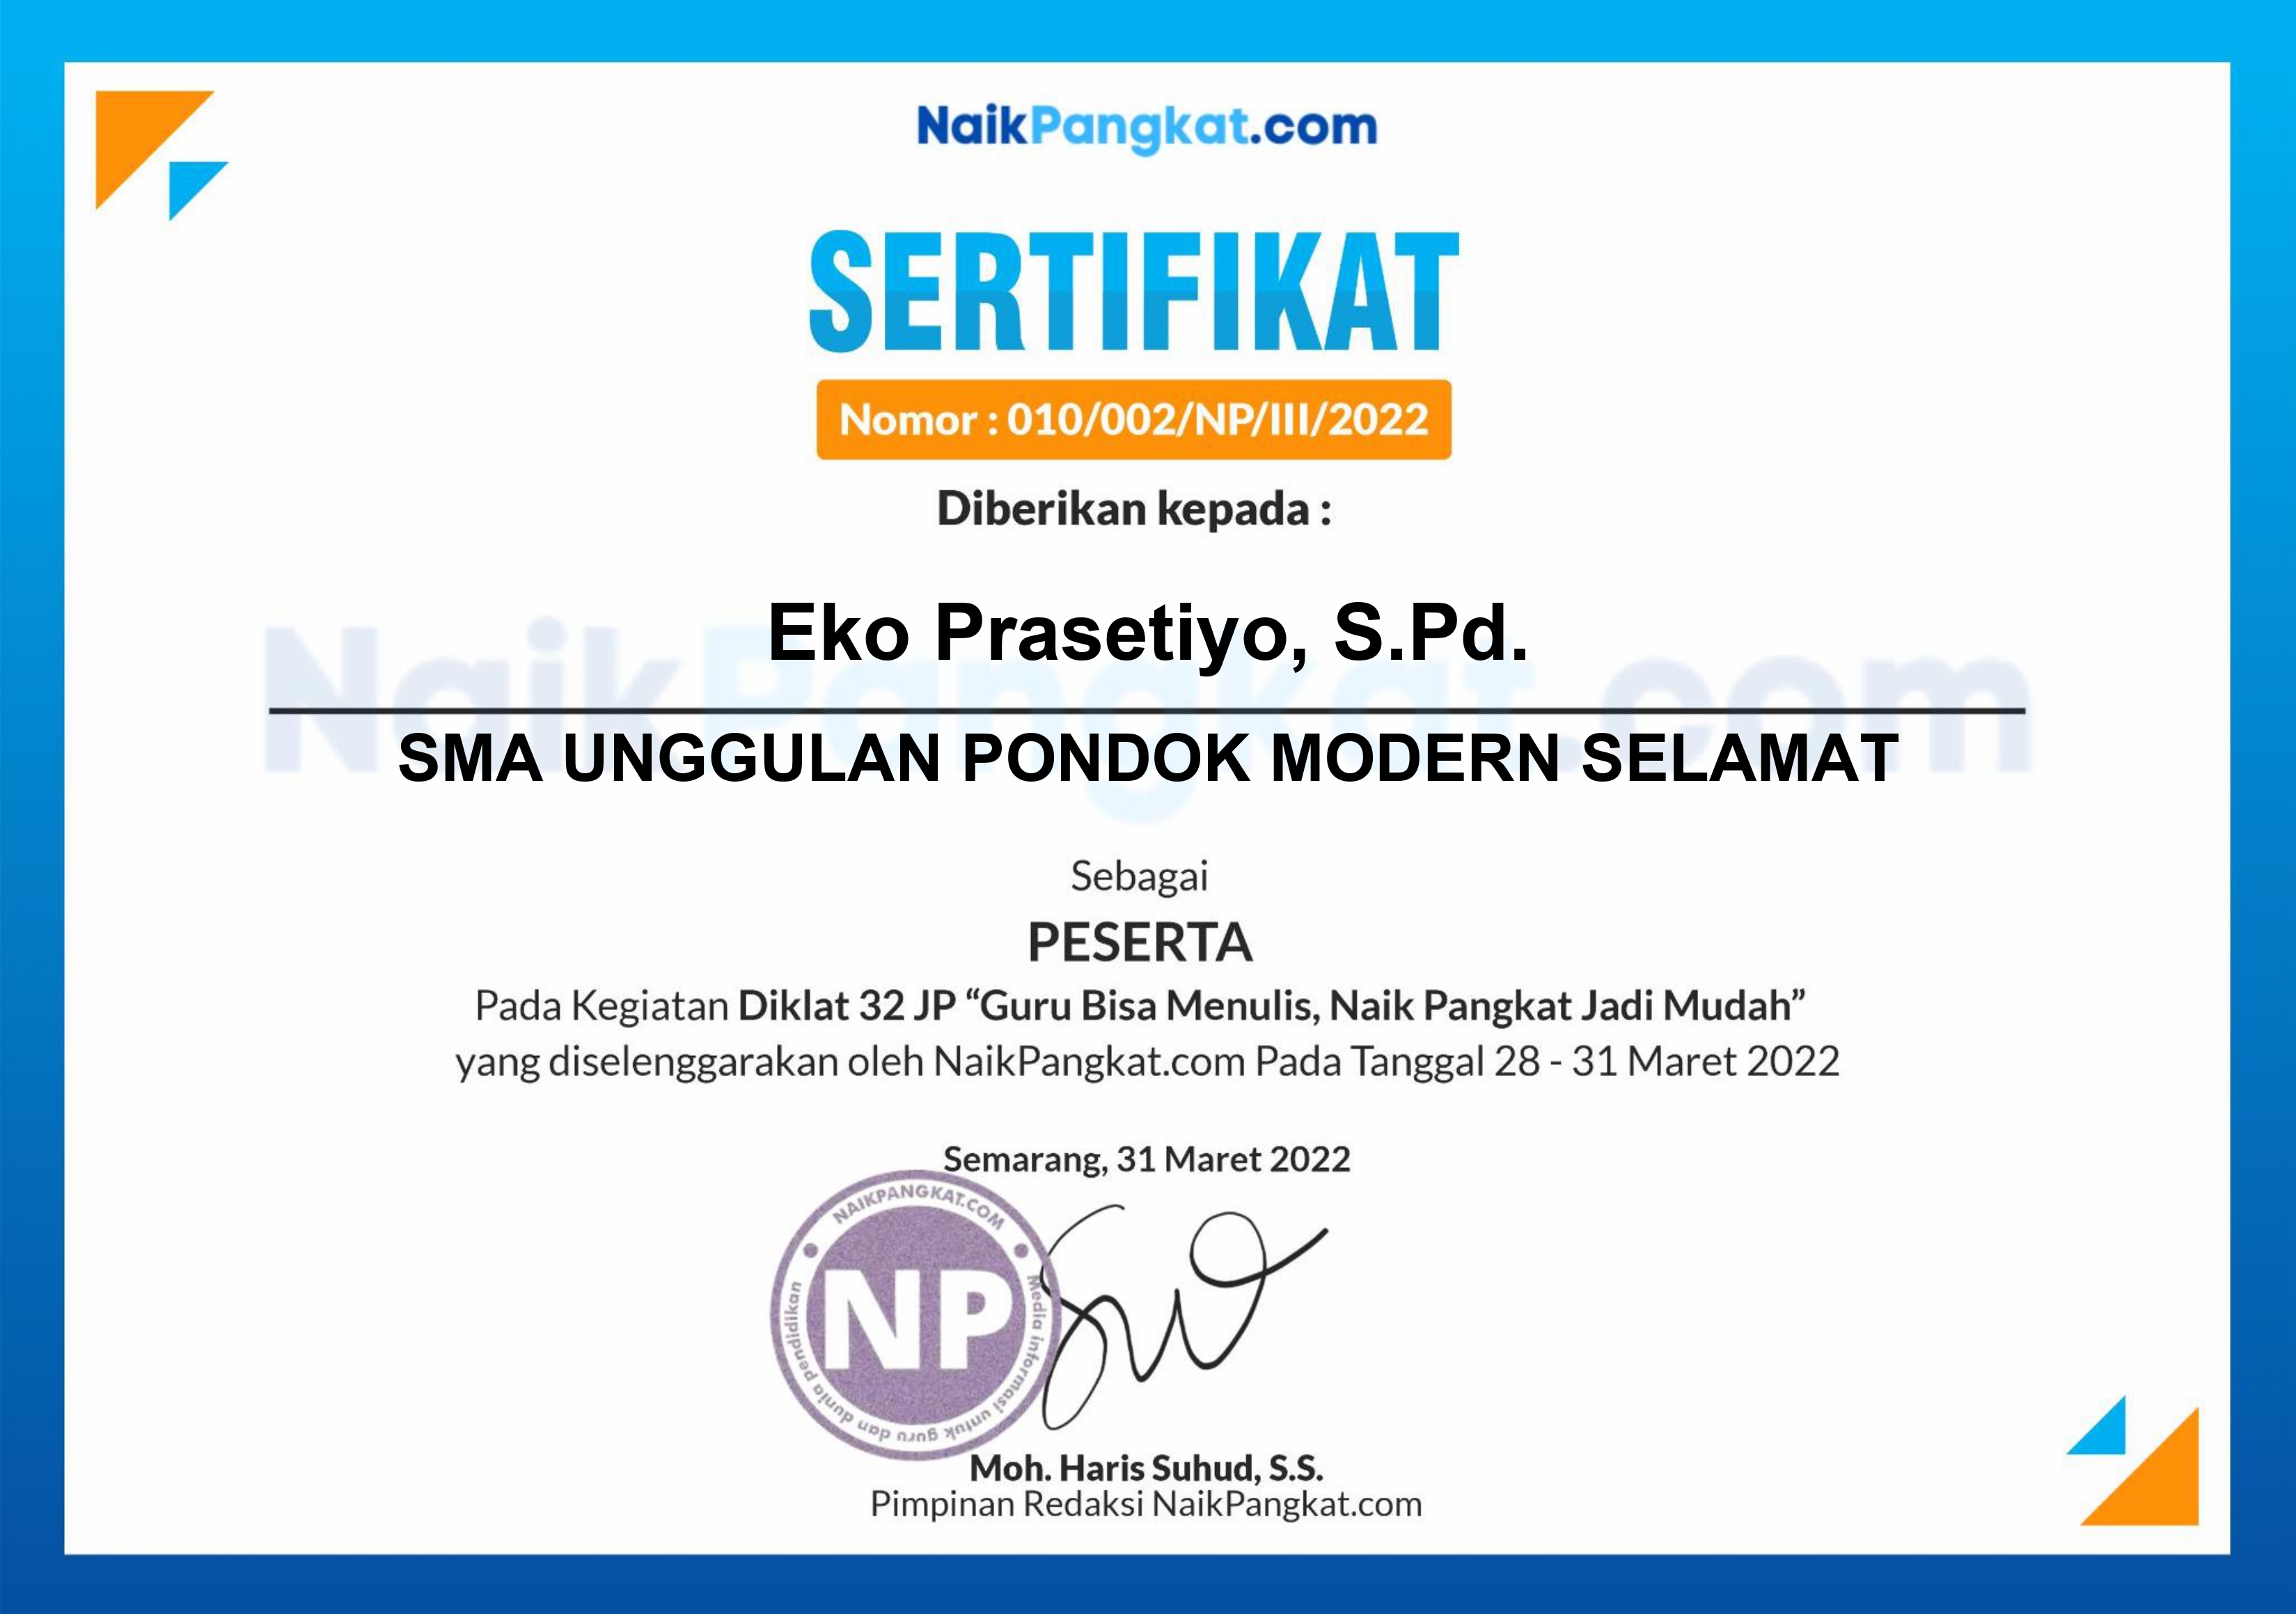 NaikPangkat.com
SERTIFIKAT
Nomor : 010/002/NP/III/2022
Diberikan kepada :
Eko Prasetiyo, S.Pd.
NaikPangkat.com
SMA UNGGULAN PONDOK MODERN SELAMAT
Sebagai
PESERTA
Pada Kegiatan Diklat 32 JP “Guru Bisa Menulis, Naik Pangkat Jadi Mudah”
yang diselenggarakan oleh NaikPangkat.com Pada Tanggal 28 - 31 Maret 2022
Semarang, 31 Maret 2022
NAIKPANGKAT.COM
NP
Media informasi untuk guru dan dunia pendidikan
Moh. Haris Suhud, S.S.
Pimpinan Redaksi NaikPangkat.com